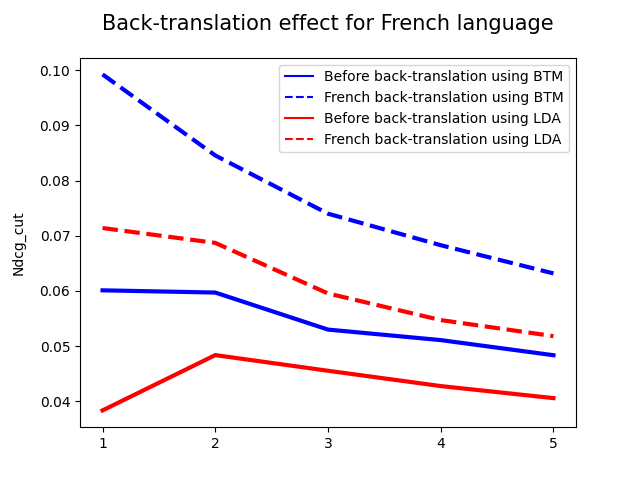 Back-translation effect for French language
Before back-translation using BTM
French back-translation using BTM
Before back-translation using LDA
French back-translation using LDA
Ndcg_cut
0.10
0.09
0.08
0.07
0.06
0.05
0.04
1 2 3 4 5